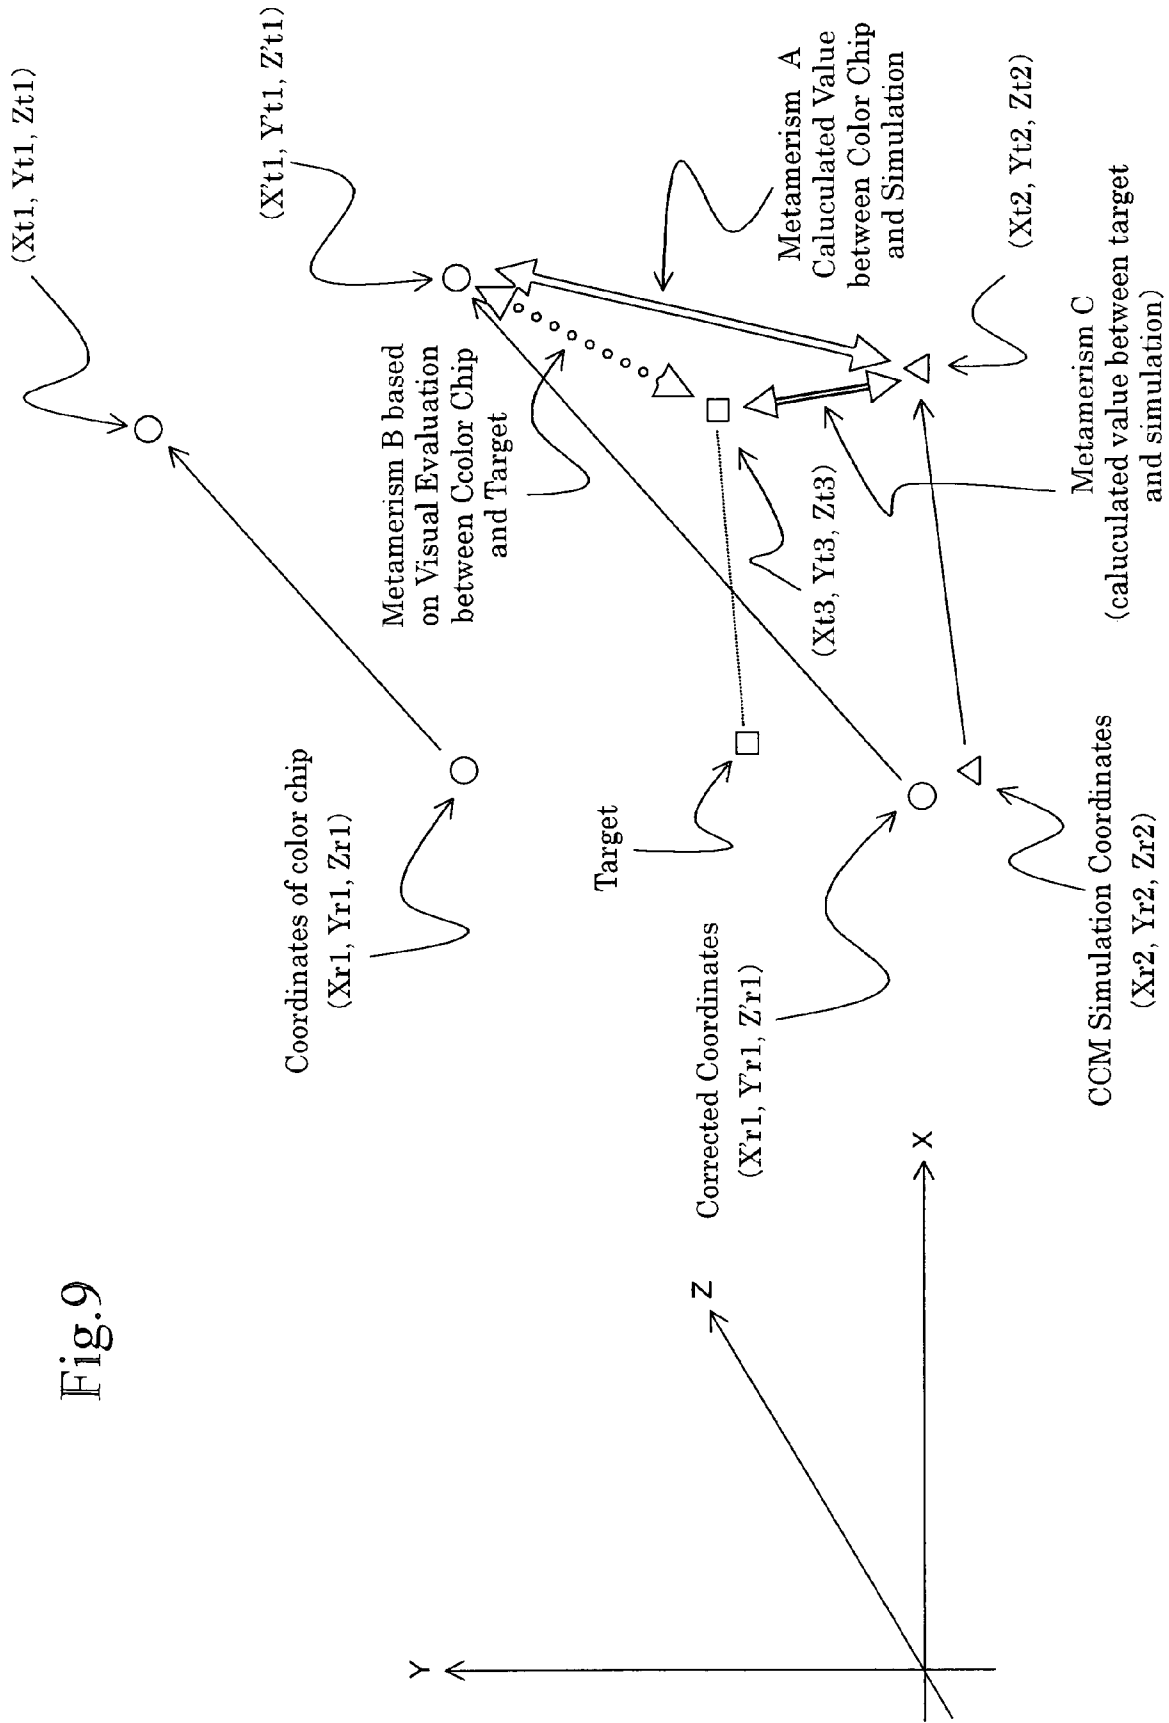 Fig.9
Y
Z
X
Coordinates of color chip
(Xr1, Yr1, Zr1)
(Xt1, Yt1, Zt1)
(X't1, Y't1, Z't1)
Metamerism B based
on Visual Evaluation
between Ccolor Chip
and Target
Metamerism A
Caluculated Value
between Color Chip
and Simulation
Target
(Xt3, Yt3, Zt3)
(Xt2, Yt2, Zt2)
Corrected Coordinates
(X'r1, Y'r1, Z'r1)
CCM Simulation Coordinates
(Xr2, Yr2, Zr2)
Metamerism C
(caluculated value between target
and simulation)